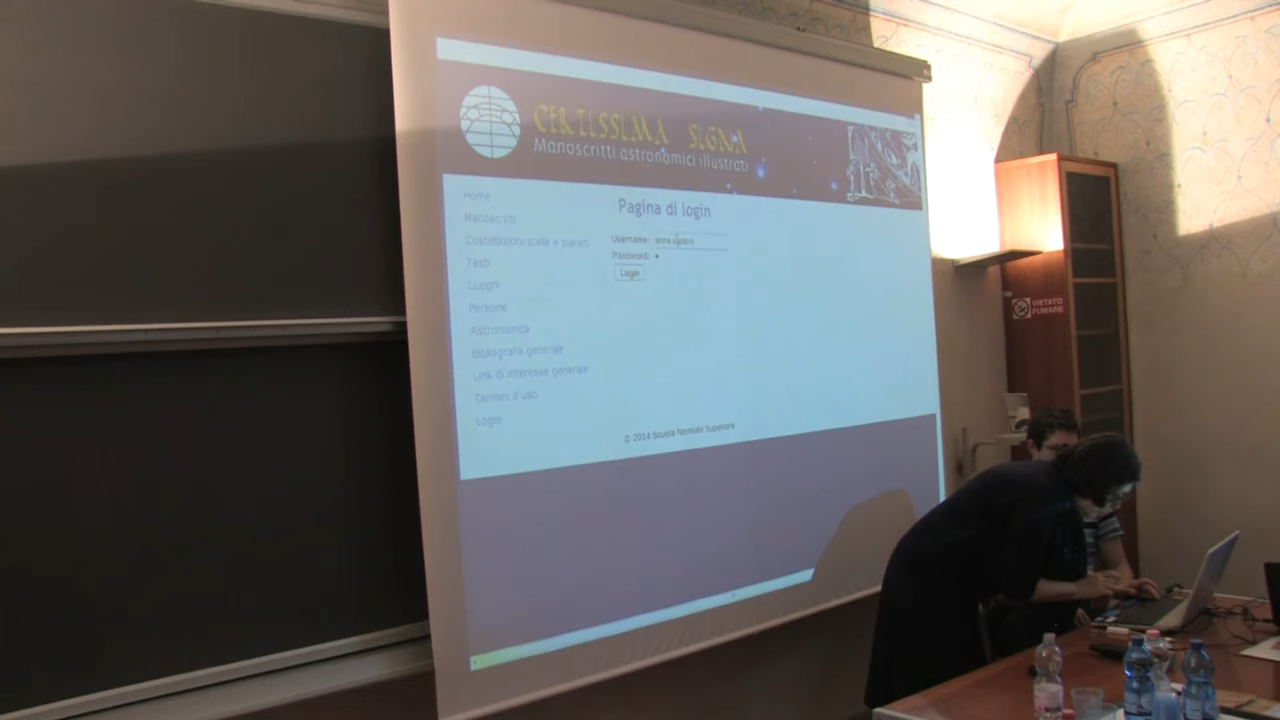 CERTISSIMA SIGNA
Manoscritti astronomici illustrati
Home
Manoscritti
Costellazioni stelle e pianeti
Testi
Luoghi
Persone
Astronomica
Bibliografia generale
Link di interesse generale
Termini d'uso
Login
Pagina di login
Username:
Password:
Login
© 2014 Scuola Normale Superiore
VIETATO
FUMARE